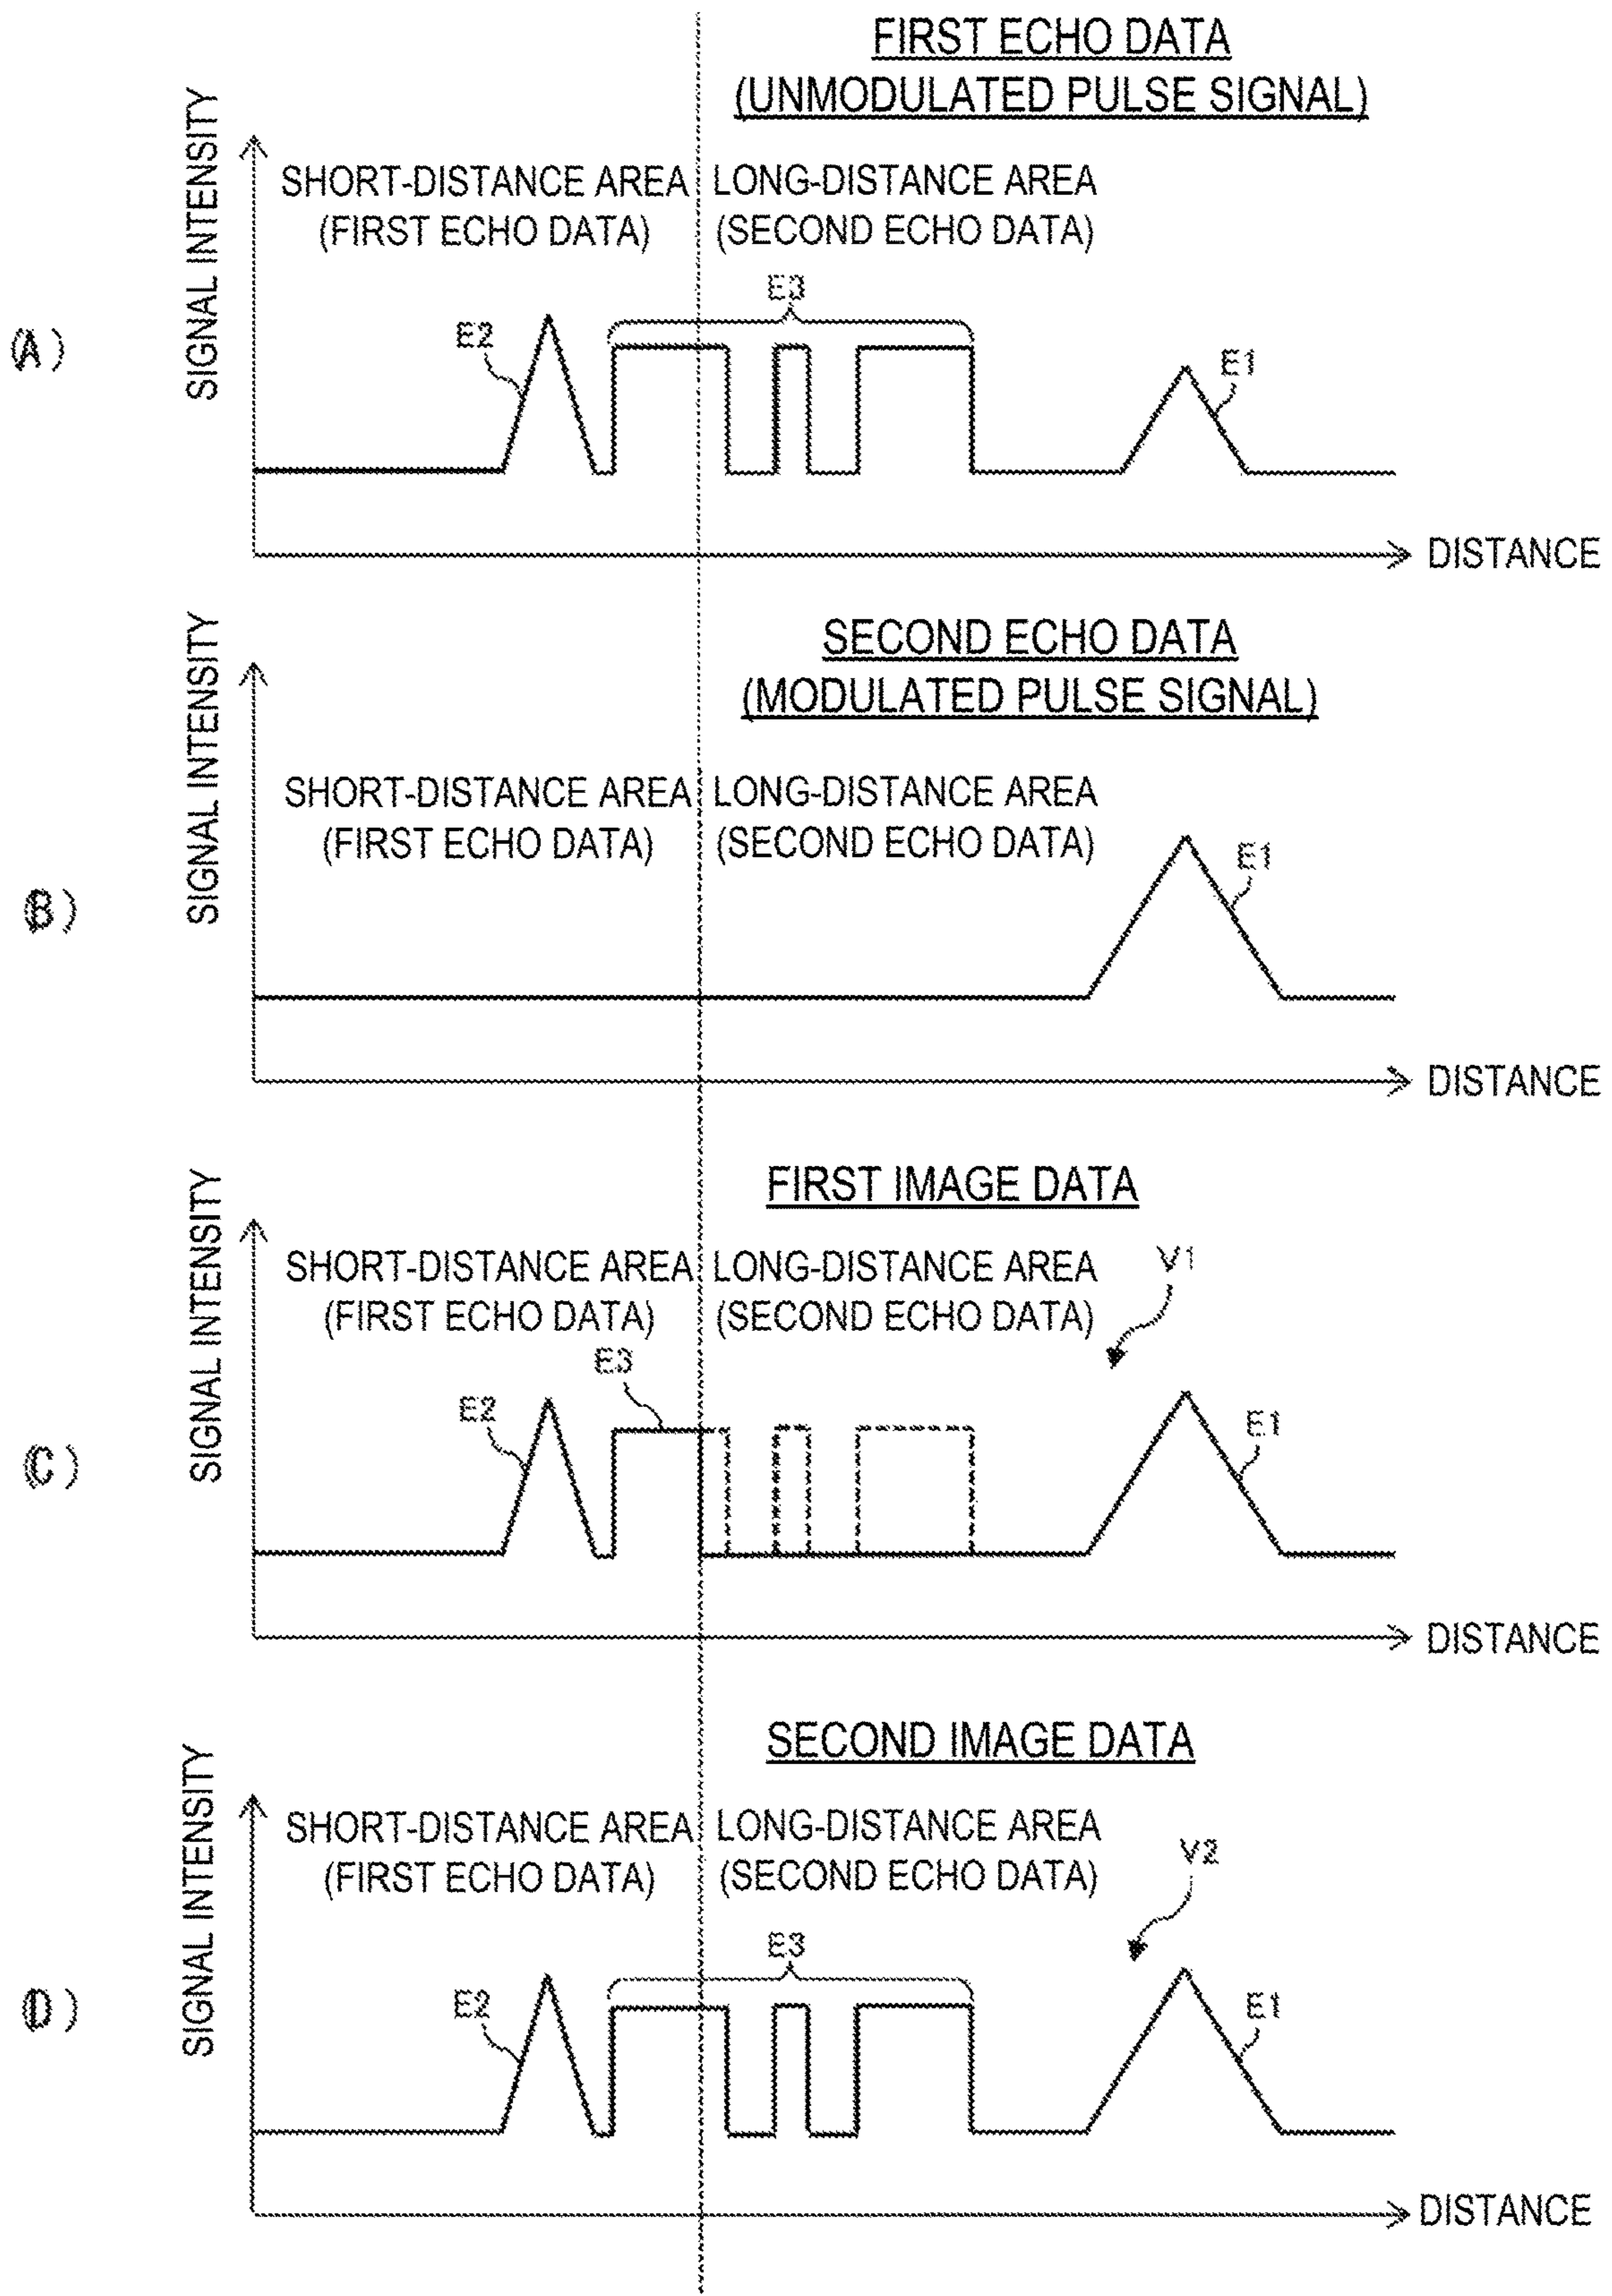 FIRST ECHO DATA
(UNMODULATED PULSE SIGNAL)
SIGNAL INTENSITY
SHORT-DISTANCE AREA
(FIRST ECHO DATA)
LONG-DISTANCE AREA
(SECOND ECHO DATA)
(A)
E2
E3
E1
DISTANCE
SECOND ECHO DATA
(MODULATED PULSE SIGNAL)
SIGNAL INTENSITY
SHORT-DISTANCE AREA
(FIRST ECHO DATA)
LONG-DISTANCE AREA
(SECOND ECHO DATA)
(B)
E1
DISTANCE
FIRST IMAGE DATA
SIGNAL INTENSITY
SHORT-DISTANCE AREA
(FIRST ECHO DATA)
LONG-DISTANCE AREA
(SECOND ECHO DATA)
V1
(C)
E2
E3
E1
DISTANCE
SECOND IMAGE DATA
SIGNAL INTENSITY
SHORT-DISTANCE AREA
(FIRST ECHO DATA)
LONG-DISTANCE AREA
(SECOND ECHO DATA)
V2
(D)
E2
E3
E1
DISTANCE